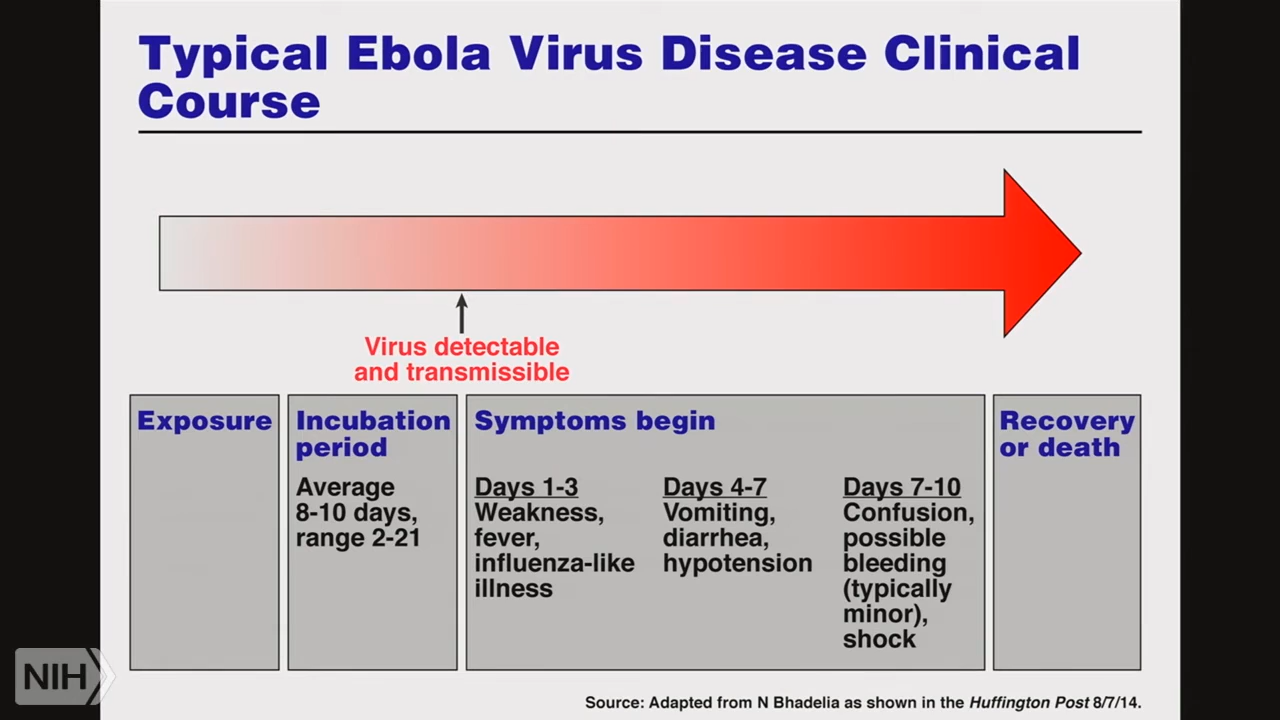 Typical Ebola Virus Disease Clinical
Course
Virus detectable
and transmissible
Exposure
Incubation
period
Average
8-10 days,
range 2-21
Symptoms begin
Days 1-3
Weakness,
fever,
influenza-like
illness
Days 4-7
Vomiting,
diarrhea,
hypotension
Days 7-10
Confusion,
possible
bleeding
(typically
minor),
shock
Recovery
or death
NIH
Source: Adapted from N Bhadelia as shown in the Huffington Post 8/7/14.